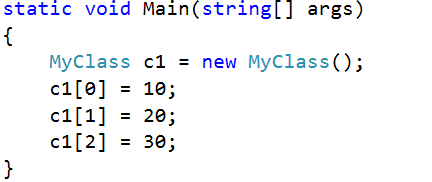 static void Main(string[] args)
{
    MyClass c1 = new MyClass();
    c1[0] = 10;
    c1[1] = 20;
    c1[2] = 30;
}